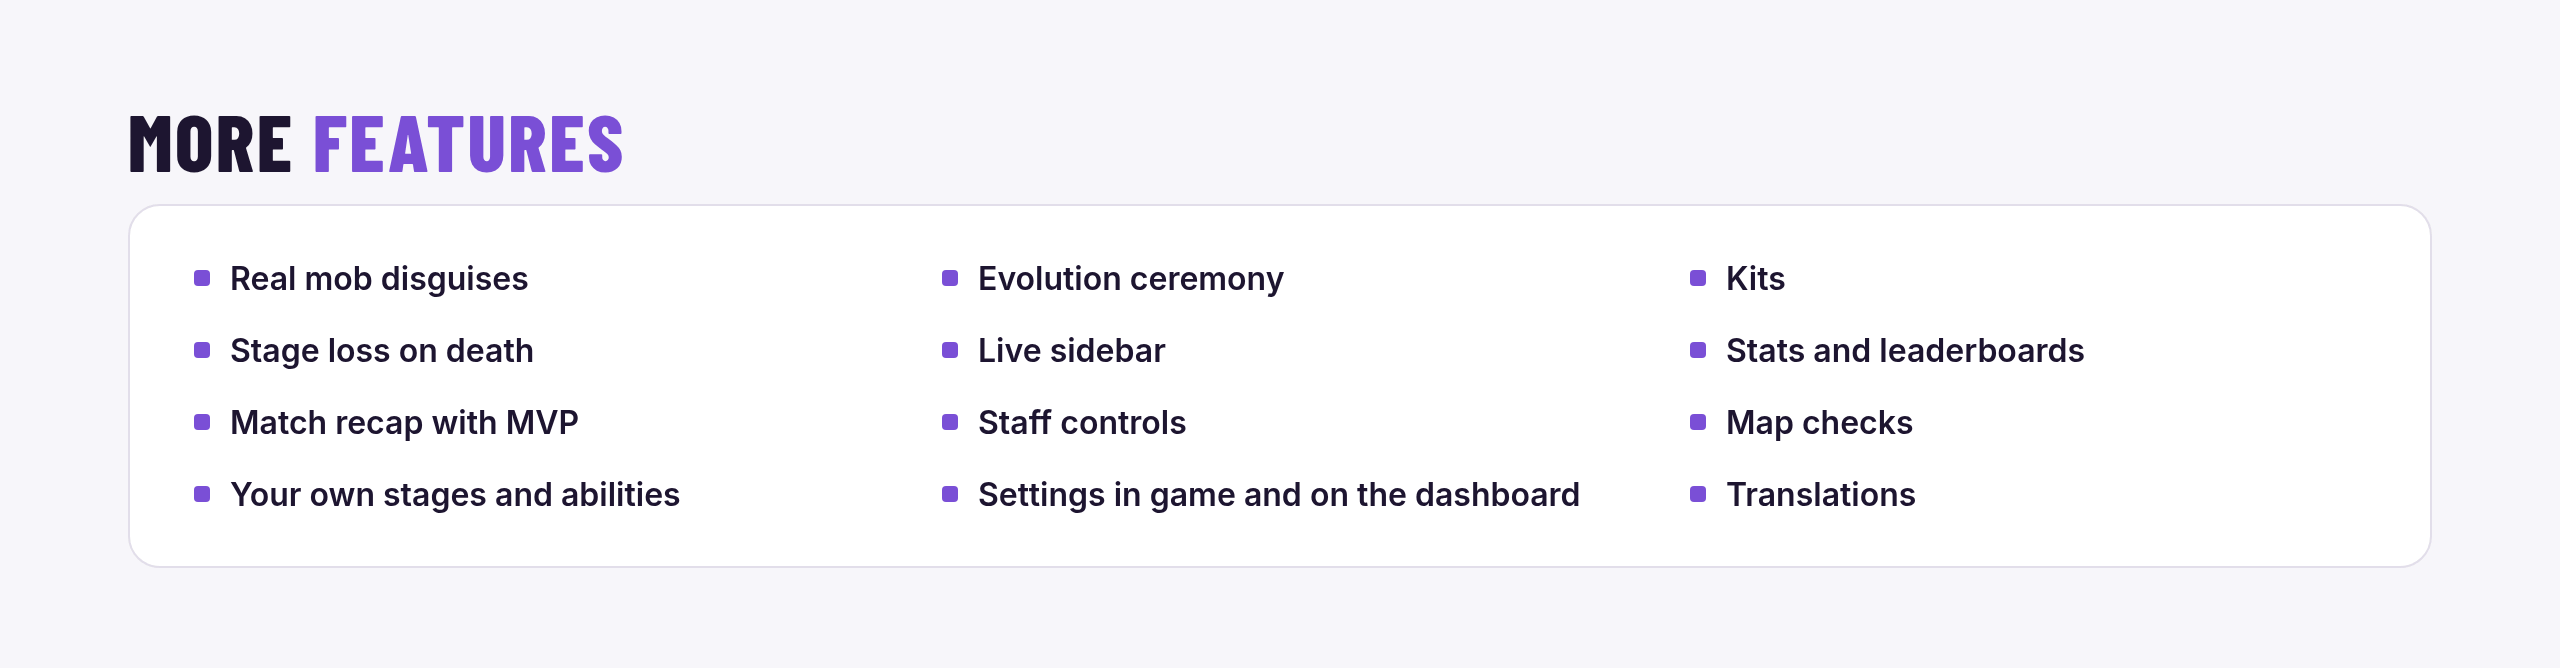 MORE FEATURES
Real mob disguises
Evolution ceremony
Kits
Stage loss on death
Live sidebar
Stats and leaderboards
Match recap with MVP
Staff controls
Map checks
Your own stages and abilities
Settings in game and on the dashboard
Translations